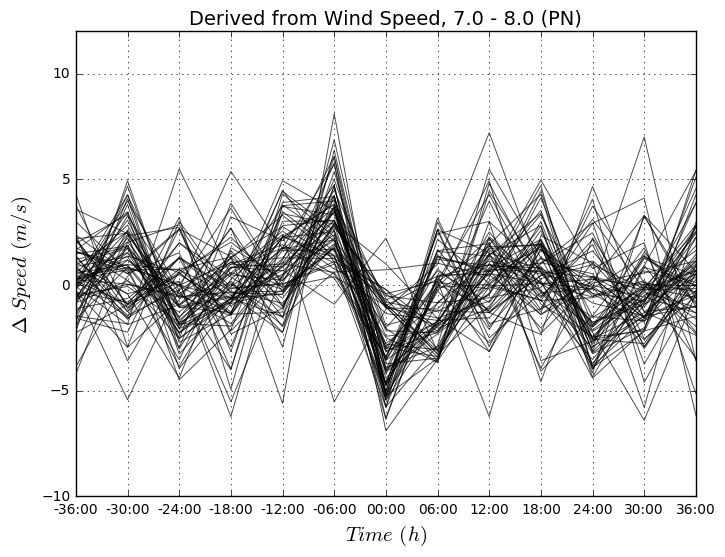 Derived from Wind Speed, 7.0 - 8.0 (PN)
10
5
0
−5
−10
Δ Speed (m/s)
-36:00 -30:00 -24:00 -18:00 -12:00 -06:00 00:00 06:00 12:00 18:00 24:00 30:00 36:00
Time (h)